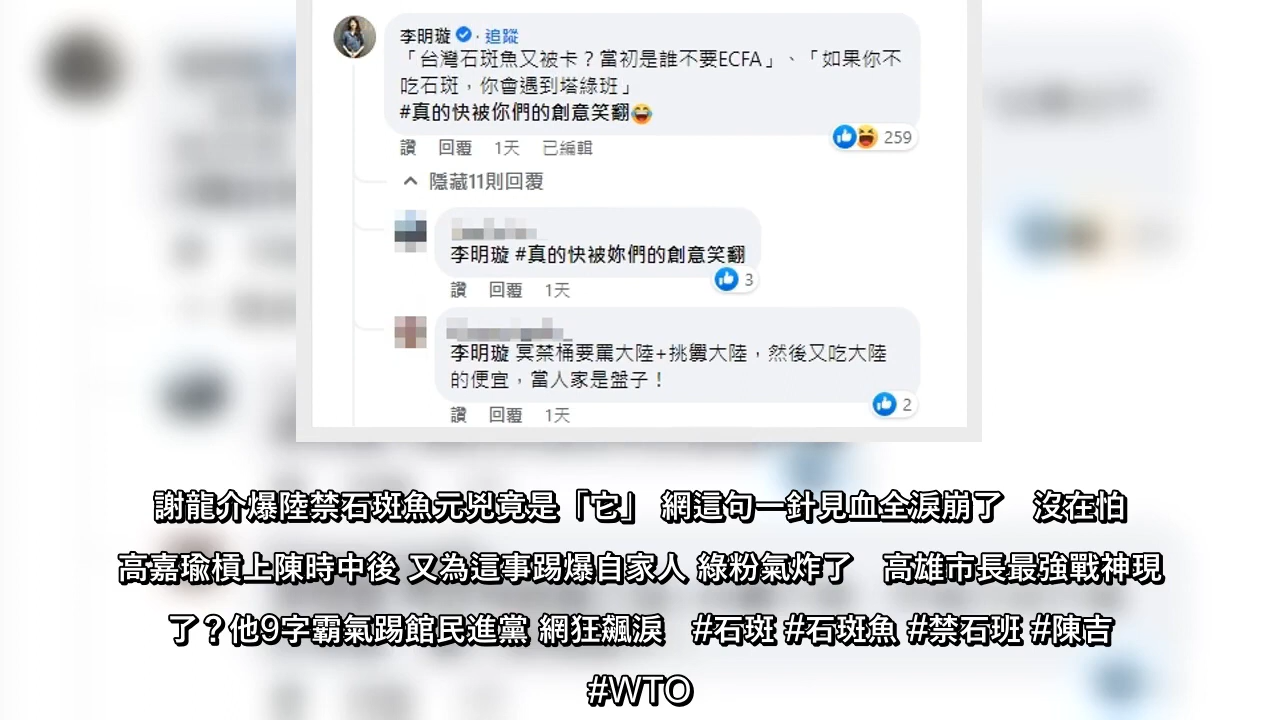 李明璇 · 追蹤
「台灣石斑魚又被卡？當初是誰不要ECFA」、「如果你不
吃石斑，你會遇到塔綠班」
#真的快被你們的創意笑翻😂
259
讚 回覆 1天 已編輯
隱藏11則回覆
李明璇 #真的快被妳們的創意笑翻
3
讚 回覆 1天
李明璇 冥禁桶要罵大陸+挑釁大陸，然後又吃大陸
的便宜，當人家是盤子！
2
讚 回覆 1天
謝龍介爆陸禁石斑魚元兇竟是「它」 網這句一針見血全淚崩了 沒在怕
高嘉瑜槓上陳時中後 又為這事踢爆自家人 綠粉氣炸了 高雄市長最強戰神現
了？他9字霸氣踢館民進黨 網狂飆淚 #石斑 #石斑魚 #禁石班 #陳吉
#WTO